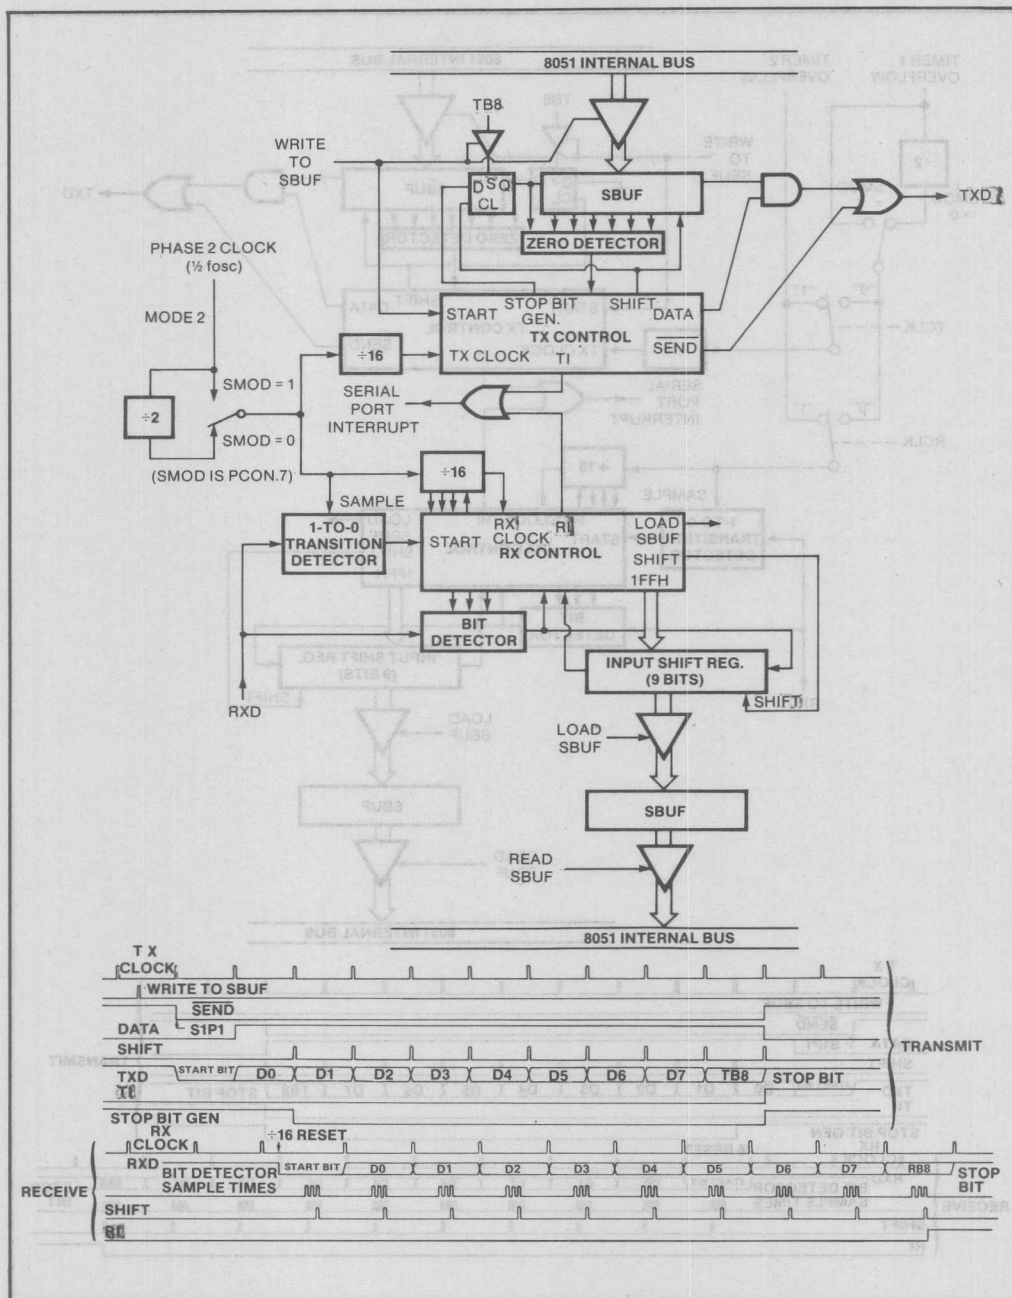 8051 INTERNAL BUS
TB8
WRITE
TO
SBUF
D S Q
CL
SBUF
TXD
ZERO DETECTOR
PHASE 2 CLOCK
(½ fosc)
STOP BIT
GEN.
SHIFT
START
DATA
MODE 2
TX CONTROL
÷16
TX CLOCK
TI
SEND
SMOD = 1
SERIAL
PORT
INTERRUPT
÷2
SMOD = 0
(SMOD IS PCON.7)
÷16
SAMPLE
1-TO-0
TRANSITION
DETECTOR
START
RX
CLOCK
RI
RX CONTROL
LOAD
SBUF
SHIFT
1FFH
BIT
DETECTOR
INPUT SHIFT REG.
(9 BITS)
RXD
SHIFT
LOAD
SBUF
SBUF
READ
SBUF
8051 INTERNAL BUS
TX
CLOCK
WRITE TO SBUF
SEND
DATA
S1P1
SHIFT
TRANSMIT
TXD
START BIT
D0
D1
D2
D3
D4
D5
D6
D7
TB8
STOP BIT
TI
STOP BIT GEN
RX
CLOCK
÷16 RESET
RXD
START BIT
D0
D1
D2
D3
D4
D5
D6
D7
RB8
STOP
BIT
RECEIVE
BIT DETECTOR
SAMPLE TIMES
SHIFT
RI